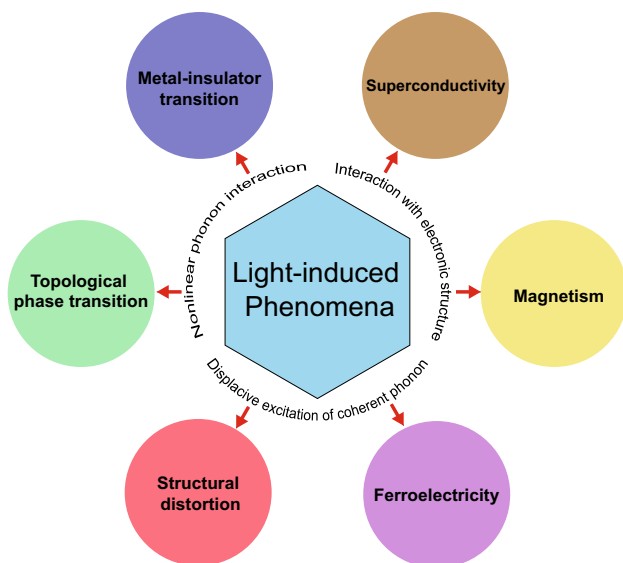 Metal-insulator
transition
Superconductivity
Nonlinear phonon interaction
Interaction with electronic structure
Topological
phase transition
Light-induced
Phenomena
Magnetism
Displacive excitation of coherent phonon
Structural
distortion
Ferroelectricity